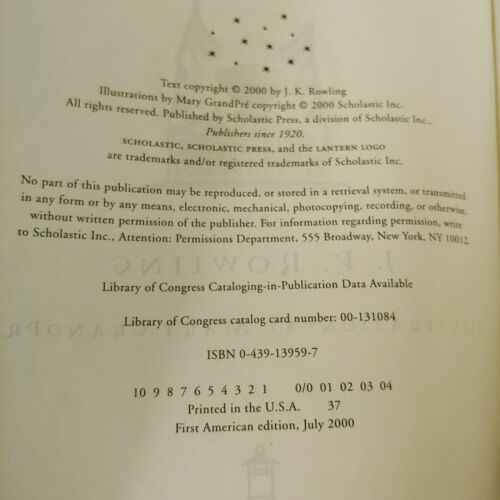 Text copyright © 2000 by J. K. Rowling
Illustrations by Mary GrandPré copyright © 2000 Scholastic Inc.
All rights reserved. Published by Scholastic Press, a division of Scholastic Inc.,
Publishers since 1920.
SCHOLASTIC, SCHOLASTIC PRESS, and the LANTERN LOGO
are trademarks and/or registered trademarks of Scholastic Inc.
No part of this publication may be reproduced, or stored in a retrieval system, or transmitted
in any form or by any means, electronic, mechanical, photocopying, recording, or otherwise,
without written permission of the publisher. For information regarding permission, write
to Scholastic Inc., Attention: Permissions Department, 555 Broadway, New York, NY 10012.
J. K. ROWLING
Library of Congress Cataloging-in-Publication Data Available
Library of Congress catalog card number: 00-131084
ISBN 0-439-13959-7
10 9 8 7 6 5 4 3 2 1 0/0 01 02 03 04
Printed in the U.S.A. 37
First American edition, July 2000